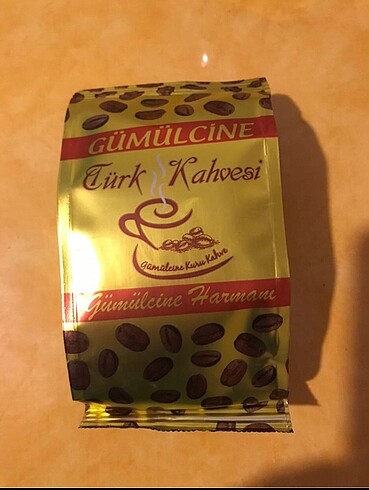 GÜMÜLCİNE
Türk Kahvesi
Gümülcine Kuru Kahve
Gümülcine Harmanı